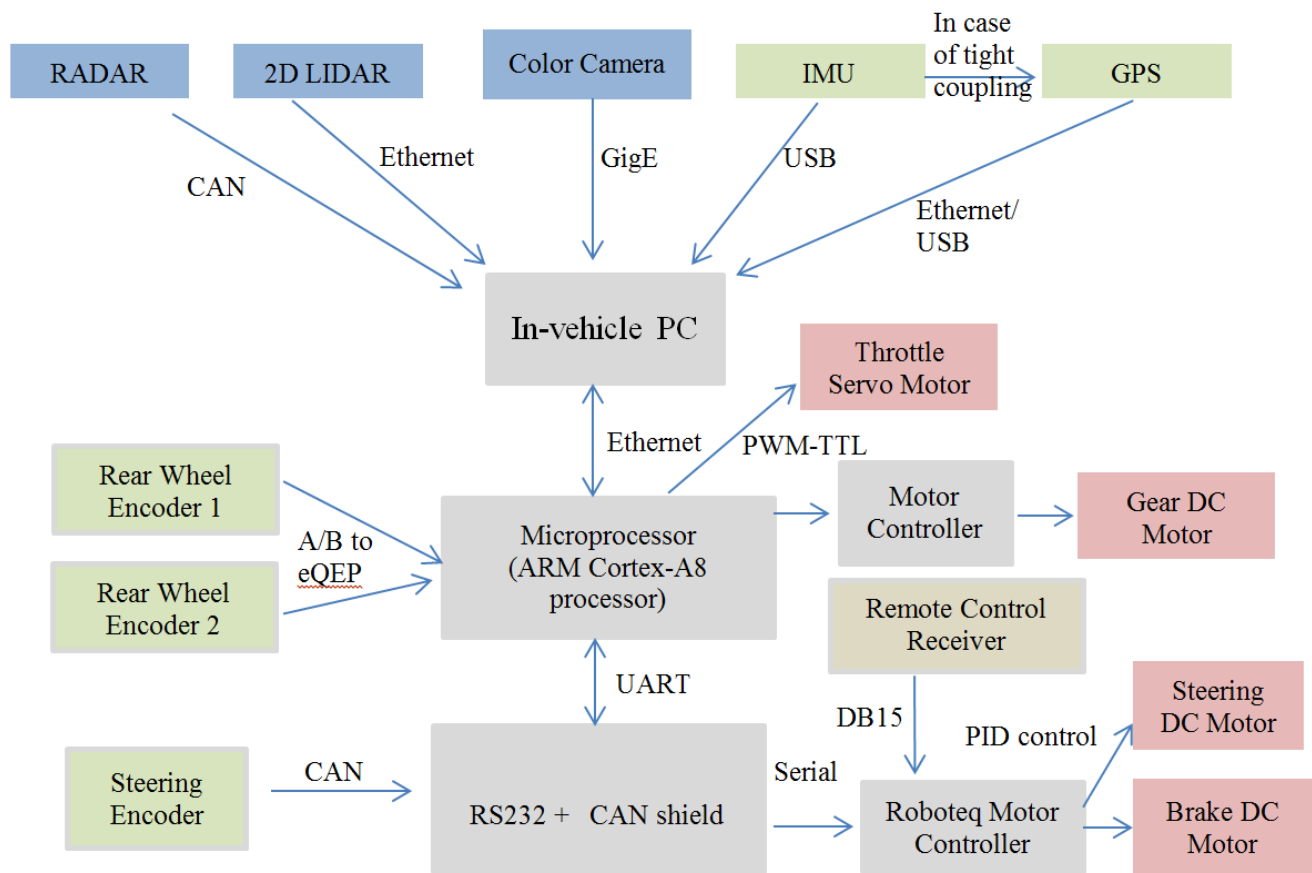 RADAR
2D LIDAR
Color Camera
IMU
In case
of tight
coupling
GPS
CAN
Ethernet
GigE
USB
Ethernet/
USB
In-vehicle PC
Throttle
Servo Motor
Ethernet
PWM-TTL
Rear Wheel
Encoder 1
A/B to
eQEP
Rear Wheel
Encoder 2
Microprocessor
(ARM Cortex-A8
processor)
Motor
Controller
Gear DC
Motor
Remote Control
Receiver
UART
DB15
PID control
Steering
DC Motor
Steering
Encoder
CAN
RS232 + CAN shield
Serial
Roboteq Motor
Controller
Brake DC
Motor